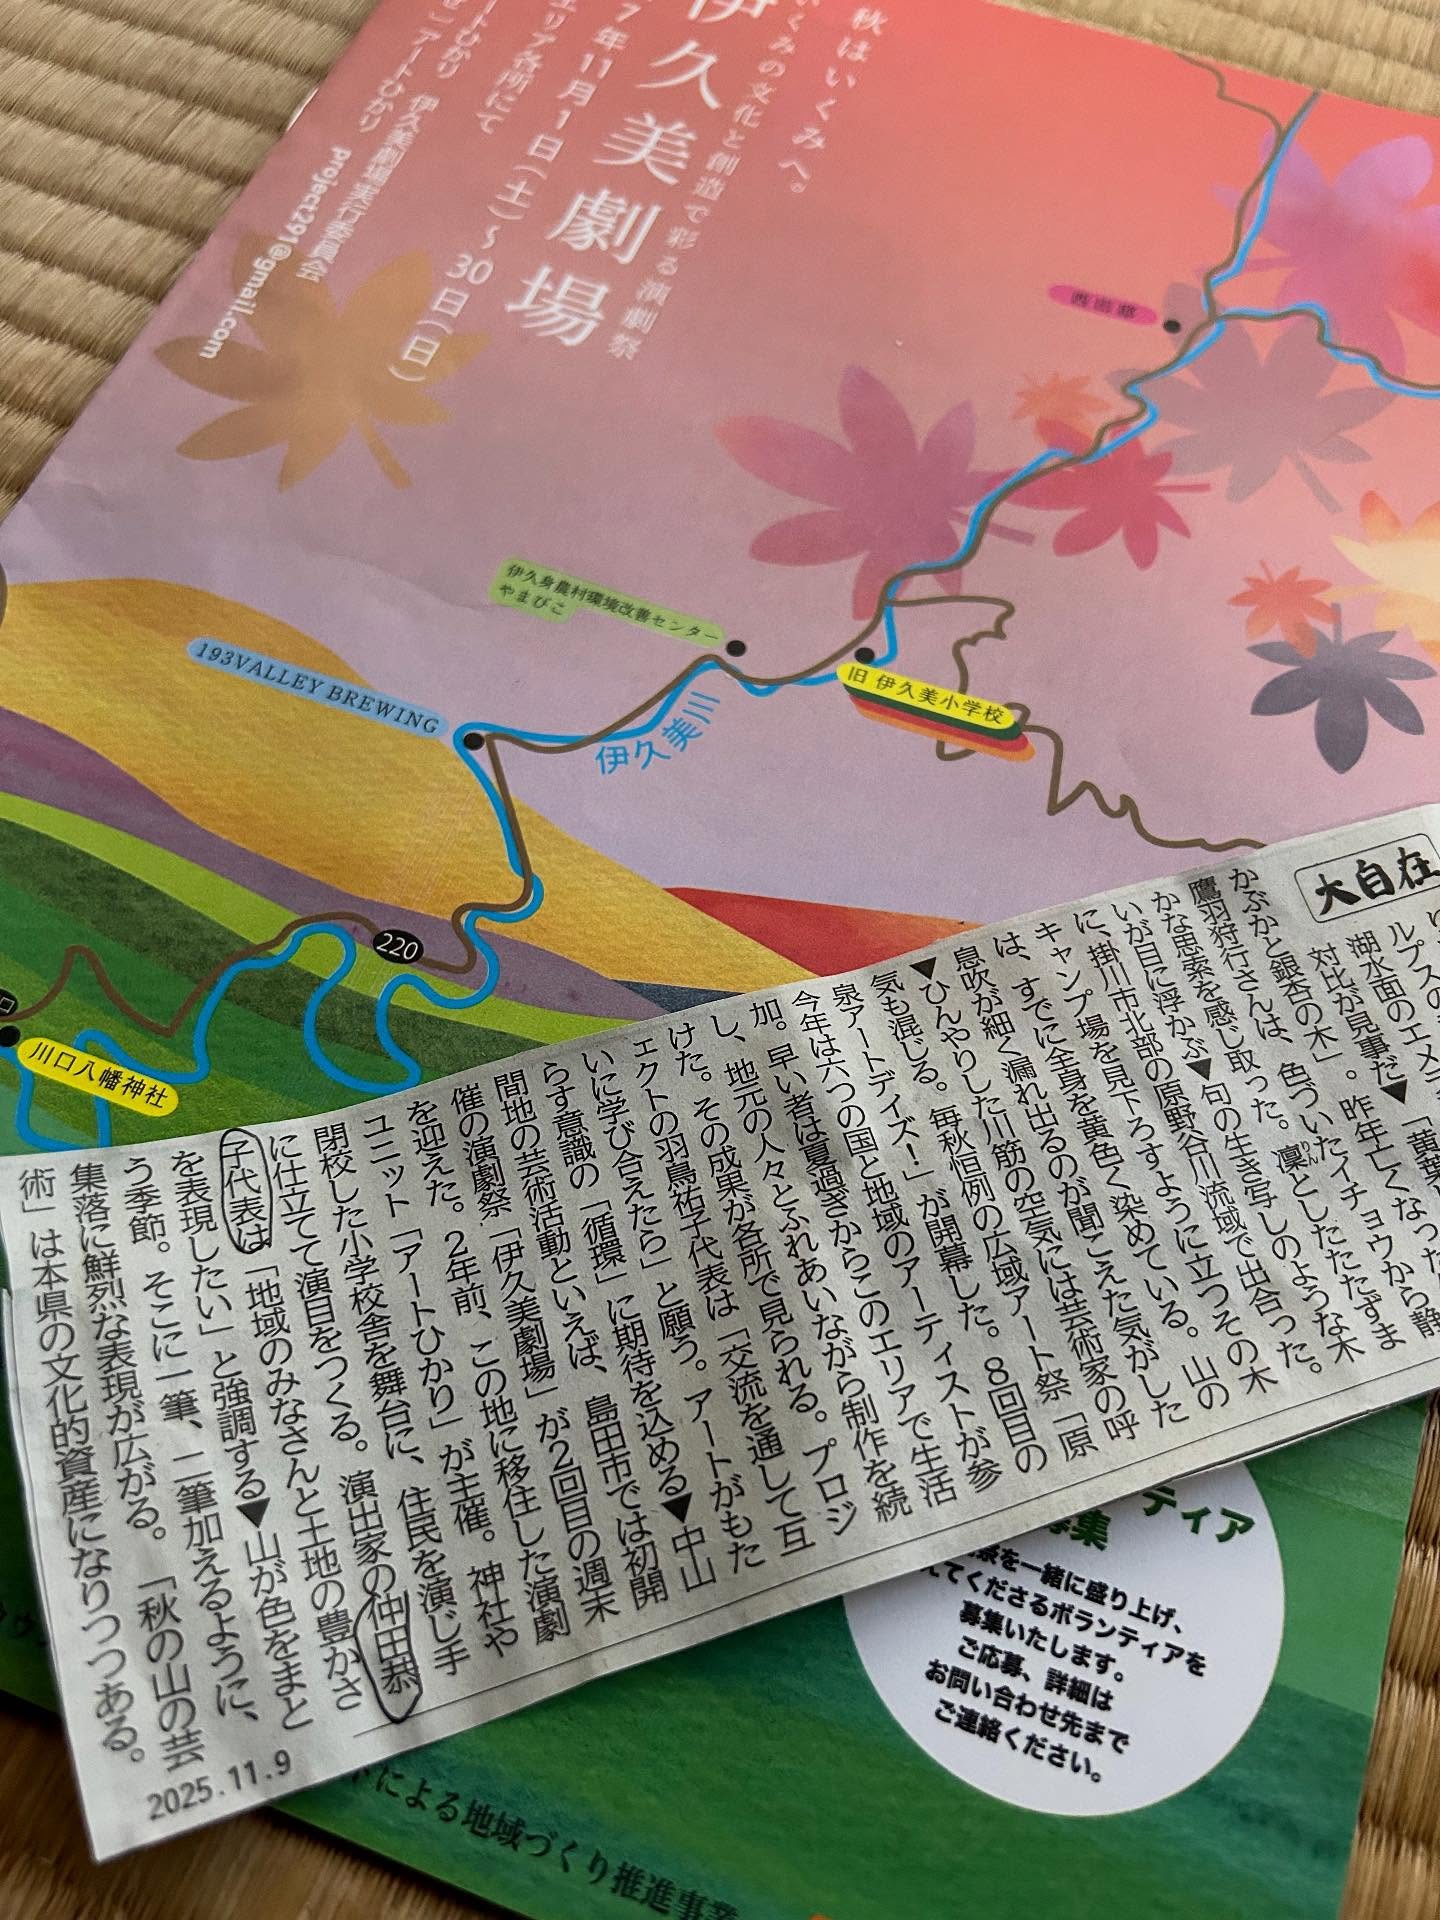 秋はいくみへ。
くみの文化と創造で彩る演劇祭
伊久美劇場
7年11月1日(土)～30日(日)
エリア各所にて
ートひかり 伊久美劇場実行委員会
ぜこアートひかり
project291@gmail.com
西田邸
伊久身農村環境改善センター
やまびこ
193VALLEY BREWING
旧 伊久美小学校
伊久美川
220
口
川口八幡神社
大自在
ルプスの
湖水面のエメラ
対比が見事だ▼「黄葉し
かぶかと銀杏の木」。昨年亡くなった
鷹羽狩行さんは、色づいたイチョウから静
かな思索を感じ取った。凛としたたたずま
りん
いが目に浮かぶ▼句の生き写しのような木
に、掛川市北部の原野谷川流域で出合った。
キャンプ場を見下ろすように立つその木
は、すでに全身を黄色く染めている。山の
息吹が細く漏れ出るのが聞こえた気がした
▼ひんやりした川筋の空気には芸術家の呼
気も混じる。毎秋恒例の広域アート祭「原
泉アートデイズ！」が開幕した。8回目の
今年は六つの国と地域のアーティストが参
加。早い者は夏過ぎからこのエリアで生活
し、地元の人々とふれあいながら制作を続
けた。その成果が各所で見られる。プロジ
ェクトの羽鳥祐子代表は「交流を通して互
いに学び合えたら」と願う。アートがもた
らす意識の「循環」に期待を込める▼中山
間地の芸術活動といえば、島田市では初開
催の演劇祭「伊久美劇場」が2回目の週末
を迎えた。2年前、この地に移住した演劇
ユニット「アートひかり」が主催。神社や
閉校した小学校舎を舞台に、住民を演じ手
に仕立てて演目をつくる。演出家の仲田恭
子代表は「地域のみなさんと土地の豊かさ
を表現したい」と強調する▼山が色をまと
う季節。そこに一筆、二筆加えるように、
集落に鮮烈な表現が広がる。「秋の山の芸
術」は本県の文化的資産になりつつある。
2025.11.9
ティア
募集
祭を一緒に盛り上げ、
えてくださるボランティアを
募集いたします。
ご応募、詳細は
お問い合わせ先まで
ご連絡ください。
による地域づくり推進事業